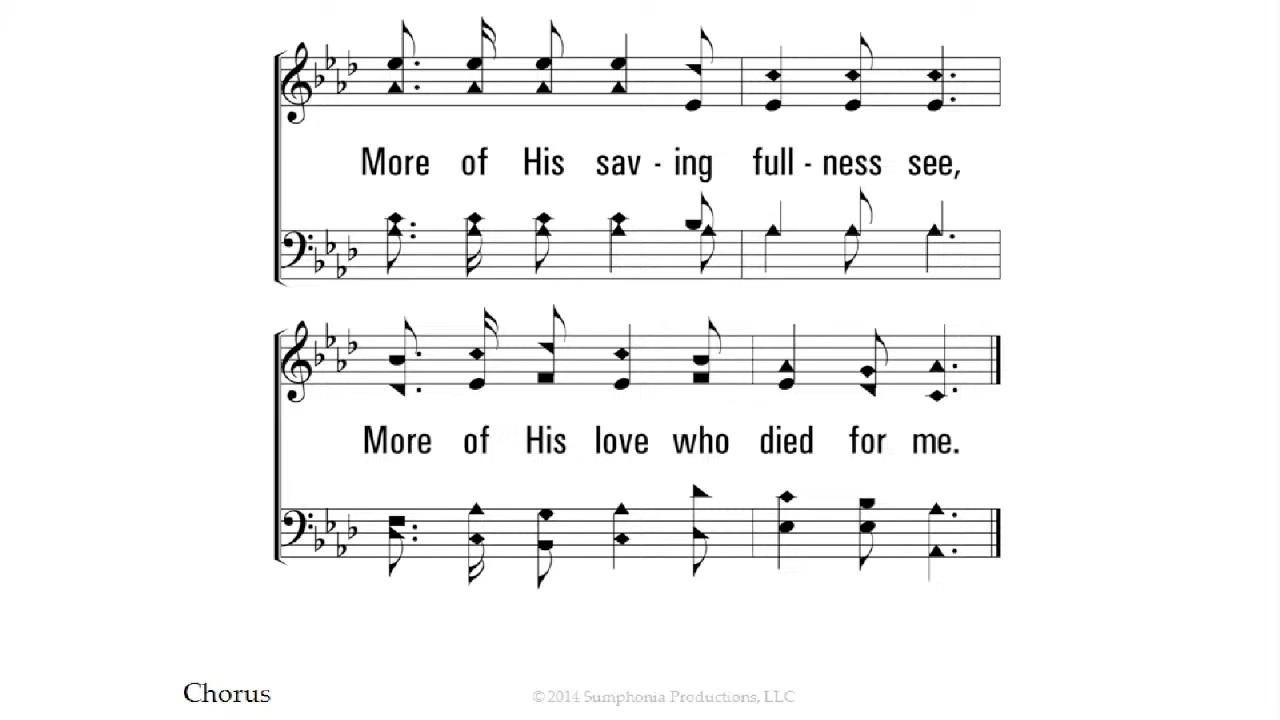 More of His sav - ing full - ness see,
More of His love who died for me.
Chorus
©2014 Sumphonia Productions, LLC